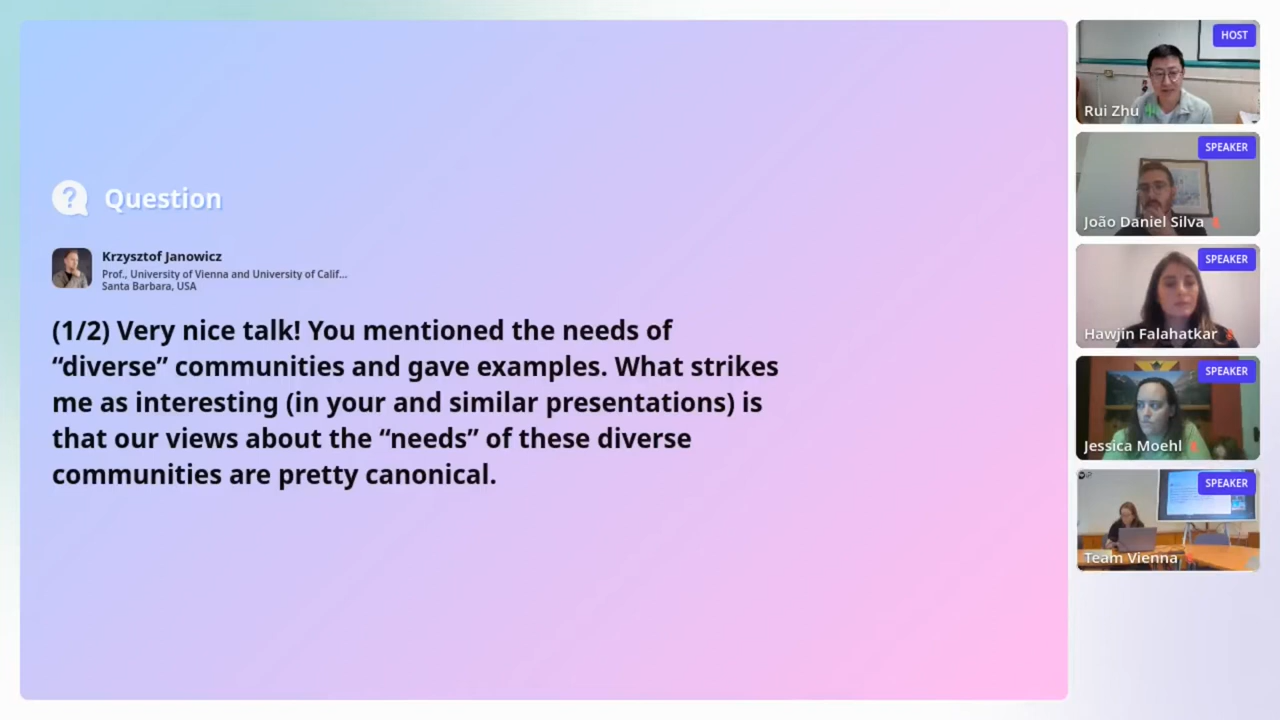 Question
Krzysztof Janowicz
Prof., University of Vienna and University of Calif...
Santa Barbara, USA
(1/2) Very nice talk! You mentioned the needs of
“diverse” communities and gave examples. What strikes
me as interesting (in your and similar presentations) is
that our views about the “needs” of these diverse
communities are pretty canonical.
HOST
Rui Zhu
SPEAKER
João Daniel Silva
SPEAKER
Hawjin Falahatkar
SPEAKER
Jessica Moehl
SPEAKER
Team Vienna